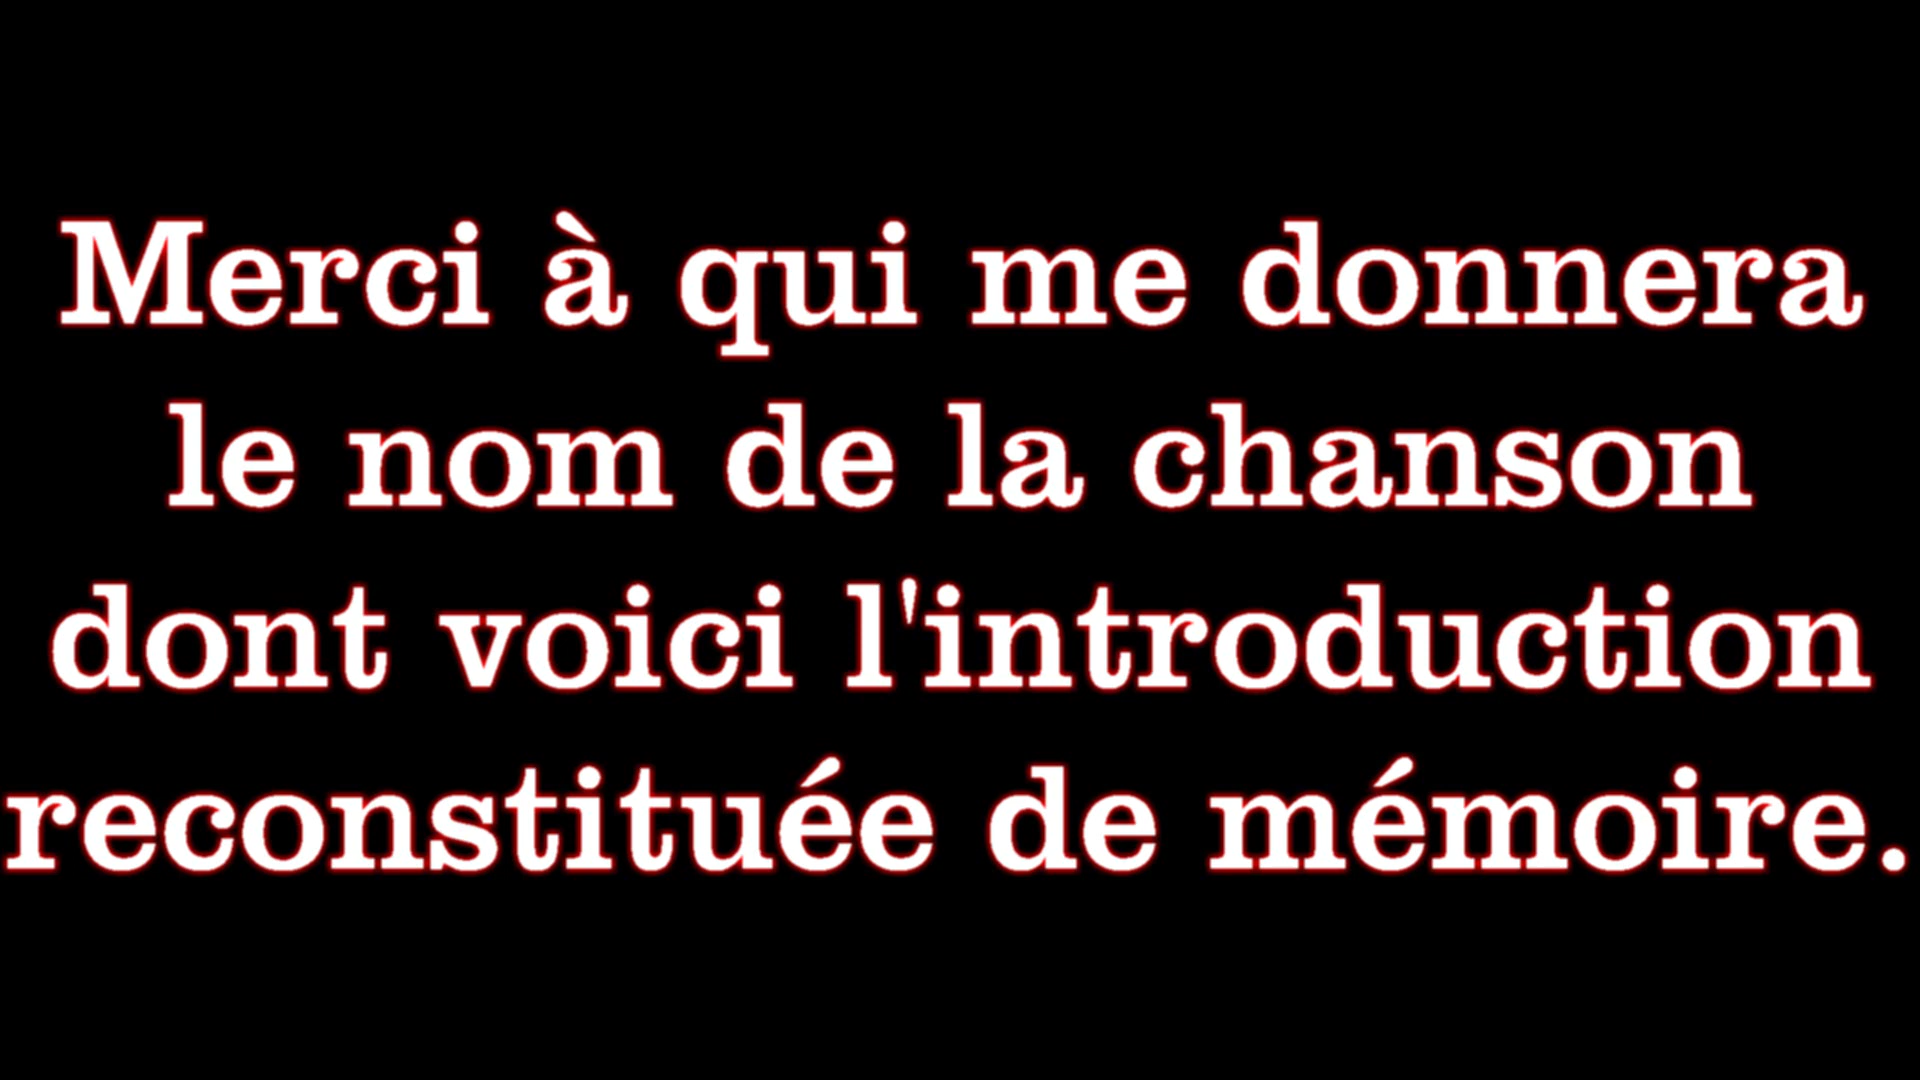 Merci à qui me donnera
le nom de la chanson
dont voici l'introduction
reconstituée de mémoire.